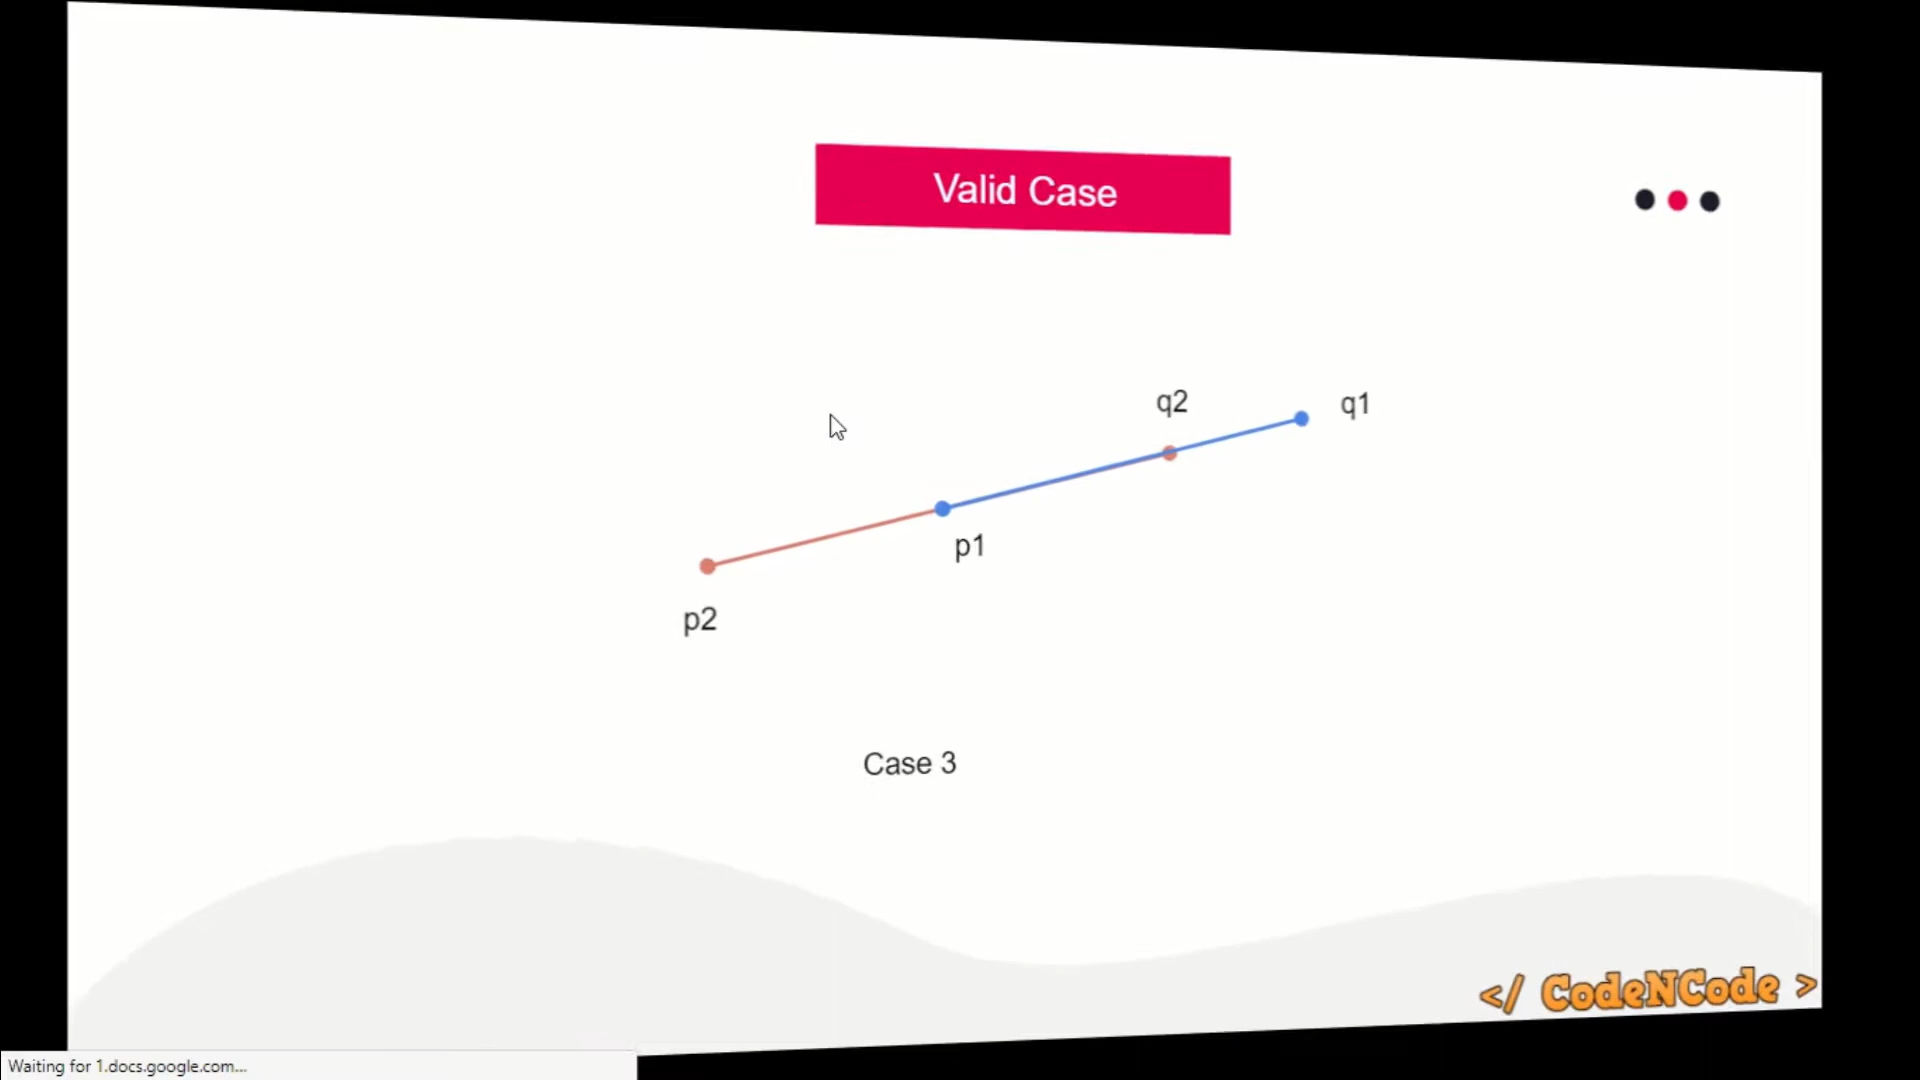 Valid Case
q2
q1
p1
p2
Case 3
</ CodeNCode >
Waiting for 1.docs.google.com...